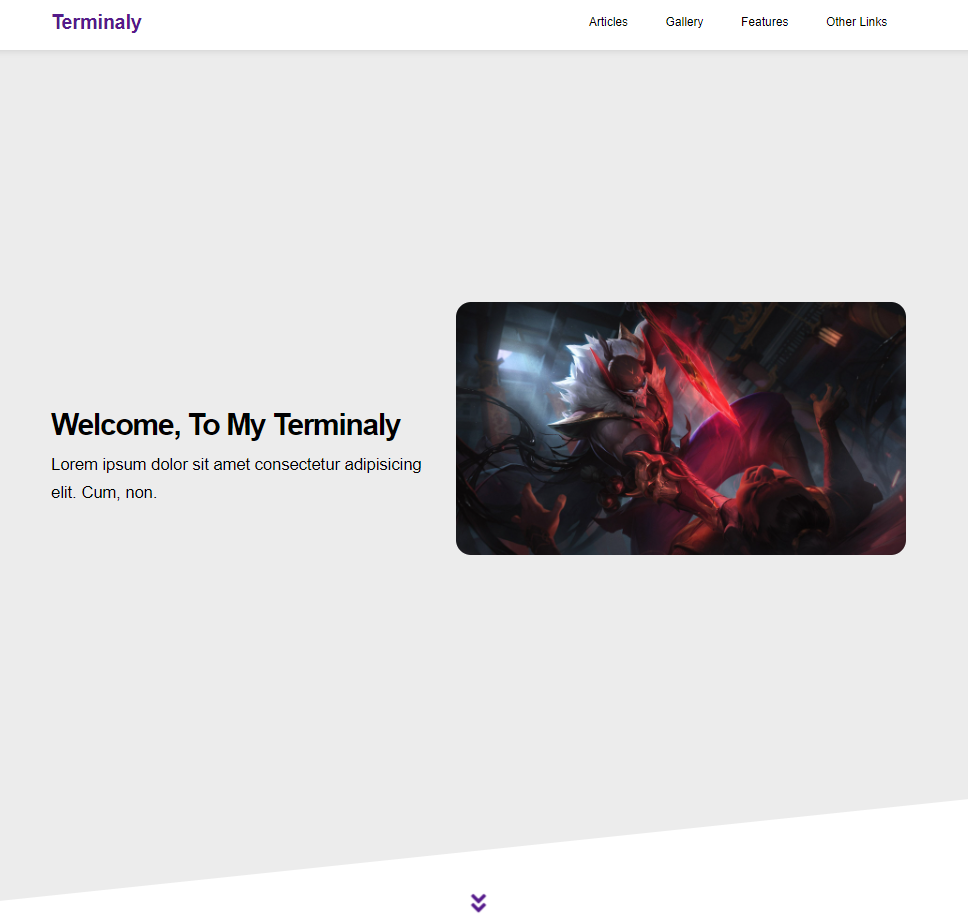 Terminaly
Articles
Gallery
Features
Other Links
Welcome, To My Terminaly
Lorem ipsum dolor sit amet consectetur adipisicing
elit. Cum, non.